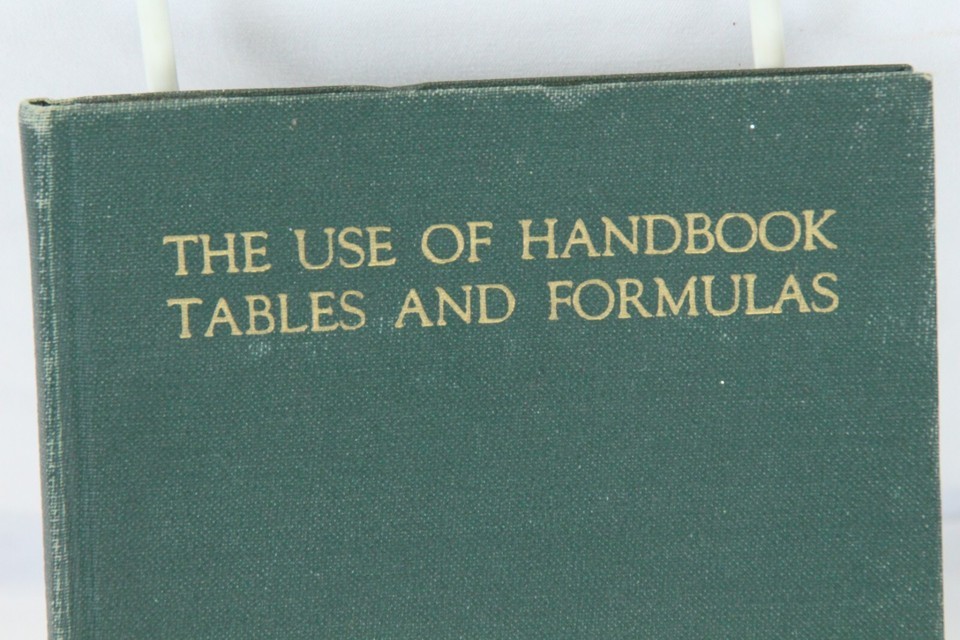 THE USE OF HANDBOOK
TABLES AND FORMULAS